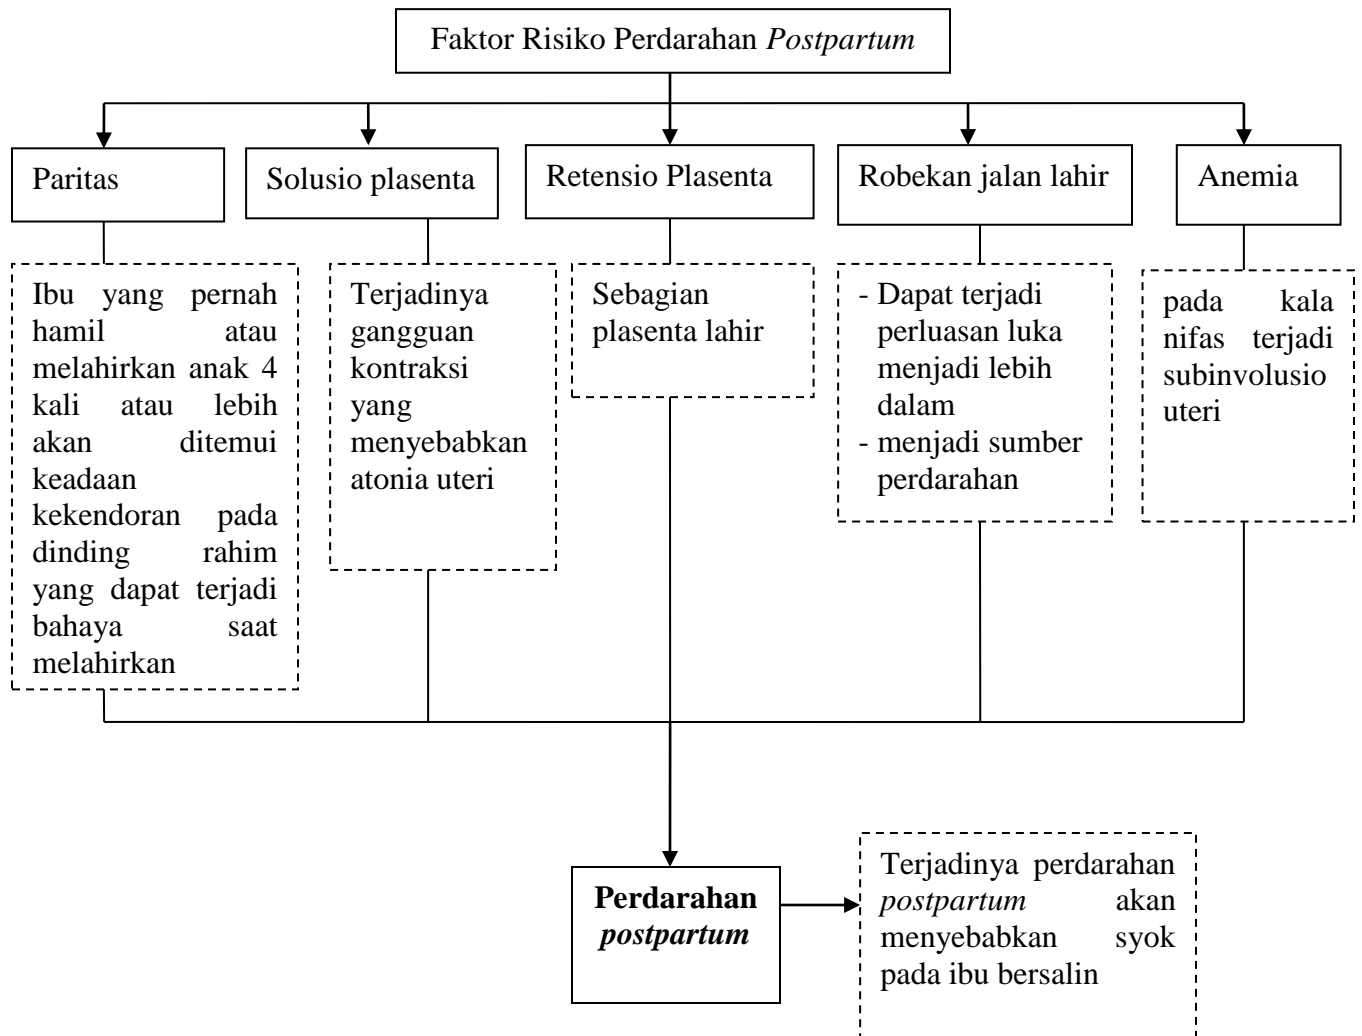 Faktor Risiko Perdarahan Postpartum
Paritas
Solusio plasenta
Retensio Plasenta
Robekan jalan lahir
Anemia
Ibu yang pernah
hamil atau
melahirkan anak 4
kali atau lebih
akan ditemui
keadaan
kekendoran pada
dinding rahim
yang dapat terjadi
bahaya saat
melahirkan
Terjadinya
gangguan
kontraksi
yang
menyebabkan
atonia uteri
Sebagian
plasenta lahir
- Dapat terjadi
perluasan luka
menjadi lebih
dalam
- menjadi sumber
perdarahan
pada kala
nifas terjadi
subinvolusio
uteri
Perdarahan
postpartum
Terjadinya perdarahan
postpartum akan
menyebabkan syok
pada ibu bersalin